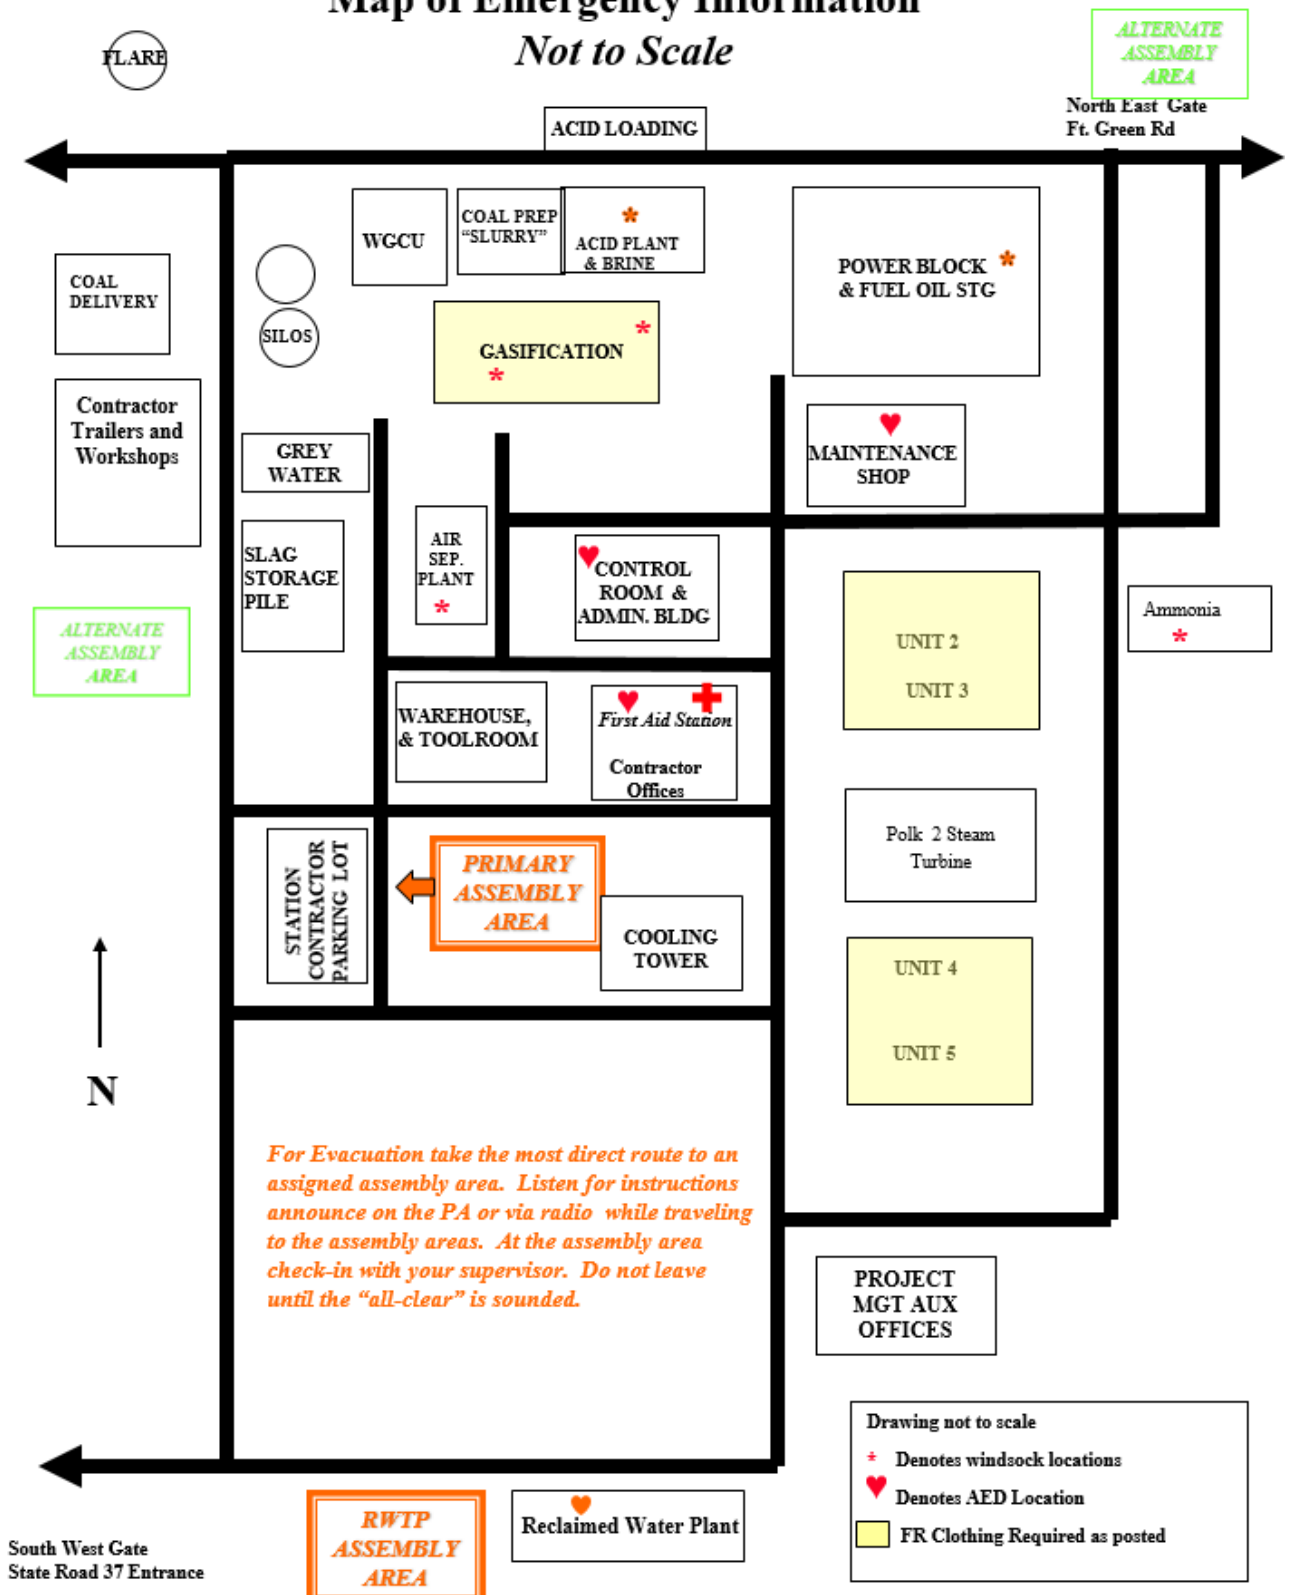 Map of Emergency Information
Not to Scale
FLARE
ALTERNATE
ASSEMBLY
AREA
North East Gate
Ft. Green Rd
ACID LOADING
WGCU
COAL PREP
“SLURRY”
*
ACID PLANT
& BRINE
POWER BLOCK *
& FUEL OIL STG
COAL
DELIVERY
SILOS
*
GASIFICATION
*
Contractor
Trailers and
Workshops
GREY
WATER
MAINTENANCE
SHOP
SLAG
STORAGE
PILE
AIR
SEP.
PLANT
*
CONTROL
ROOM &
ADMIN. BLDG
UNIT 2
UNIT 3
Ammonia
*
ALTERNATE
ASSEMBLY
AREA
WAREHOUSE,
& TOOLROOM
First Aid Station
Contractor
Offices
STATION
CONTRACTOR
PARKING LOT
PRIMARY
ASSEMBLY
AREA
COOLING
TOWER
Polk 2 Steam
Turbine
UNIT 4
UNIT 5
N
For Evacuation take the most direct route to an
assigned assembly area. Listen for instructions
announce on the PA or via radio while traveling
to the assembly areas. At the assembly area
check-in with your supervisor. Do not leave
until the “all-clear” is sounded.
PROJECT
MGT AUX
OFFICES
Drawing not to scale
* Denotes windsock locations
Denotes AED Location
FR Clothing Required as posted
RWTP
ASSEMBLY
AREA
Reclaimed Water Plant
South West Gate
State Road 37 Entrance